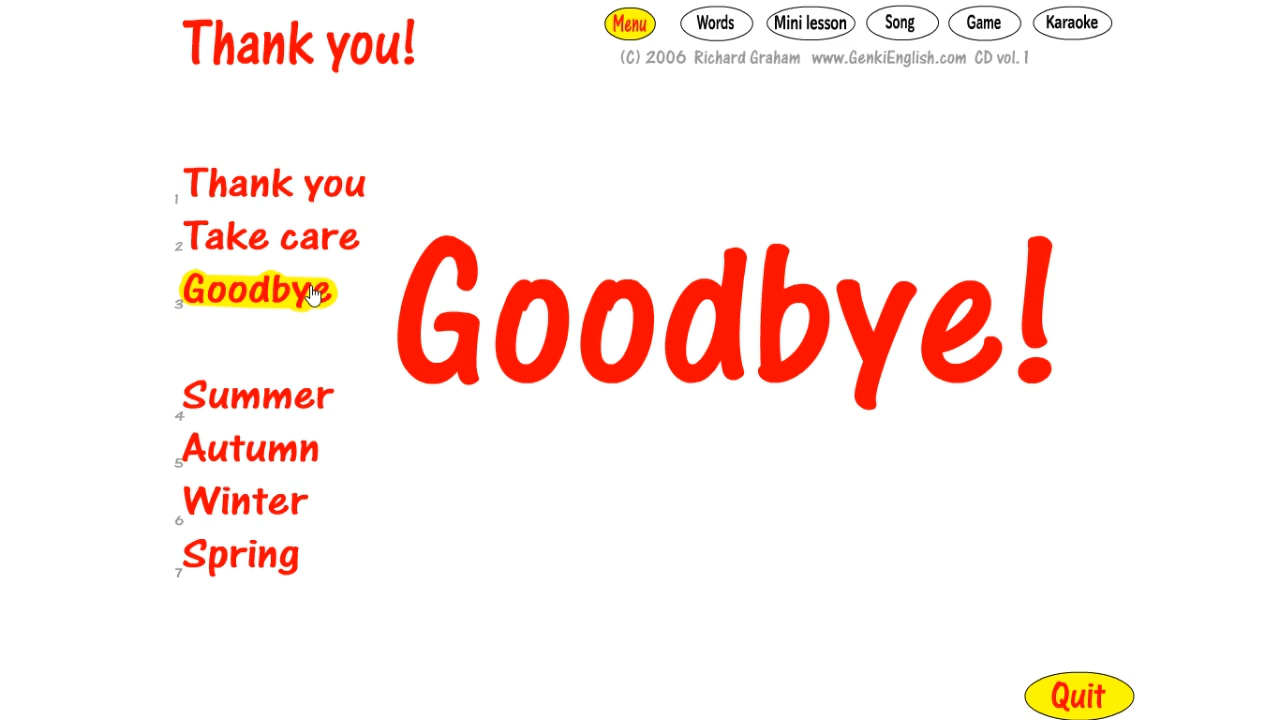 Thank you!
Menu Words Mini lesson Song Game Karaoke
(C) 2006 Richard Graham www.GenkiEnglish.com CD vol. 1
1 Thank you
2 Take care
3 Goodbye
Goodbye!
4 Summer
5 Autumn
6 Winter
7 Spring
Quit